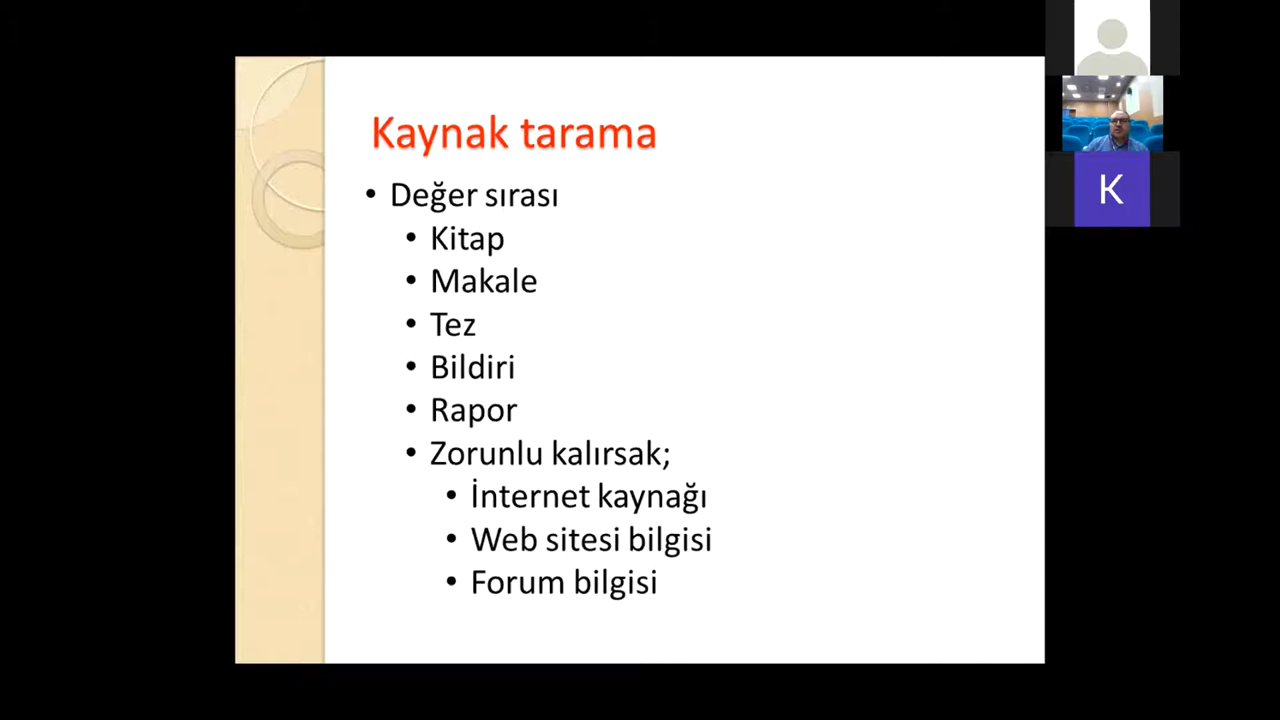 Kaynak tarama
• Değer sırası
• Kitap
• Makale
• Tez
• Bildiri
• Rapor
• Zorunlu kalırsak;
• İnternet kaynağı
• Web sitesi bilgisi
• Forum bilgisi
K